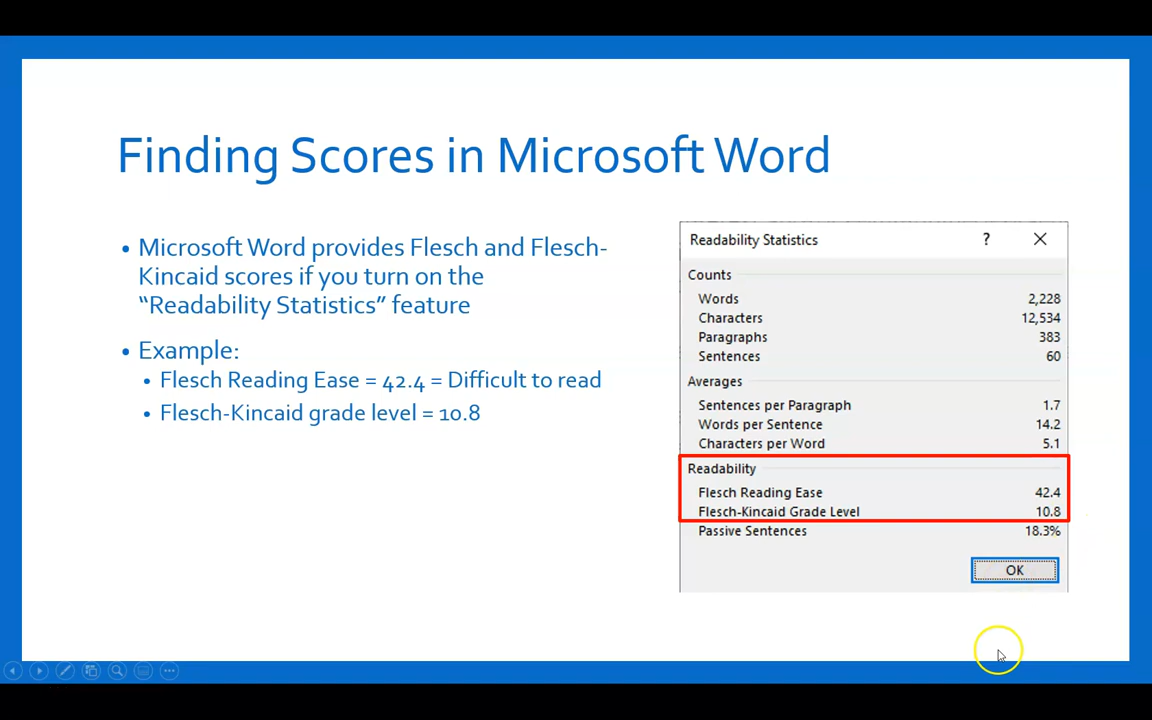 Finding Scores in Microsoft Word
• Microsoft Word provides Flesch and Flesch-
Kincaid scores if you turn on the
“Readability Statistics” feature
• Example:
• Flesch Reading Ease = 42.4 = Difficult to read
• Flesch-Kincaid grade level = 10.8
Readability Statistics ?
Counts
Words 2,228
Characters 12,534
Paragraphs 383
Sentences 60
Averages
Sentences per Paragraph 1.7
Words per Sentence 14.2
Characters per Word 5.1
Readability
Flesch Reading Ease 42.4
Flesch-Kincaid Grade Level 10.8
Passive Sentences 18.3%
OK